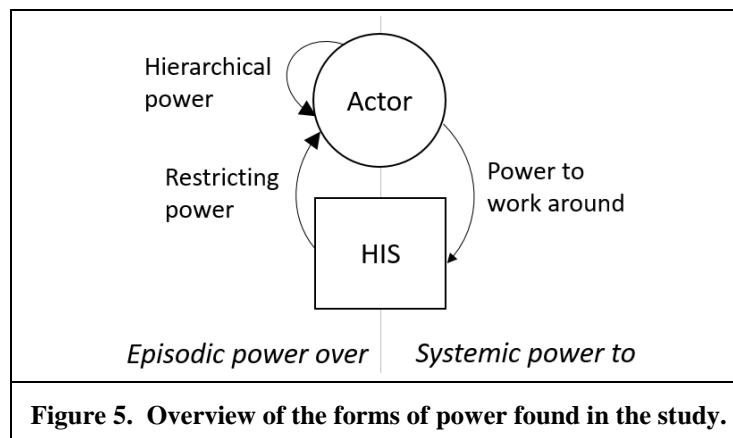 Hierarchical
power
Actor
Restricting
power
Power to
work around
HIS
Episodic power over
Systemic power to
Figure 5. Overview of the forms of power found in the study.